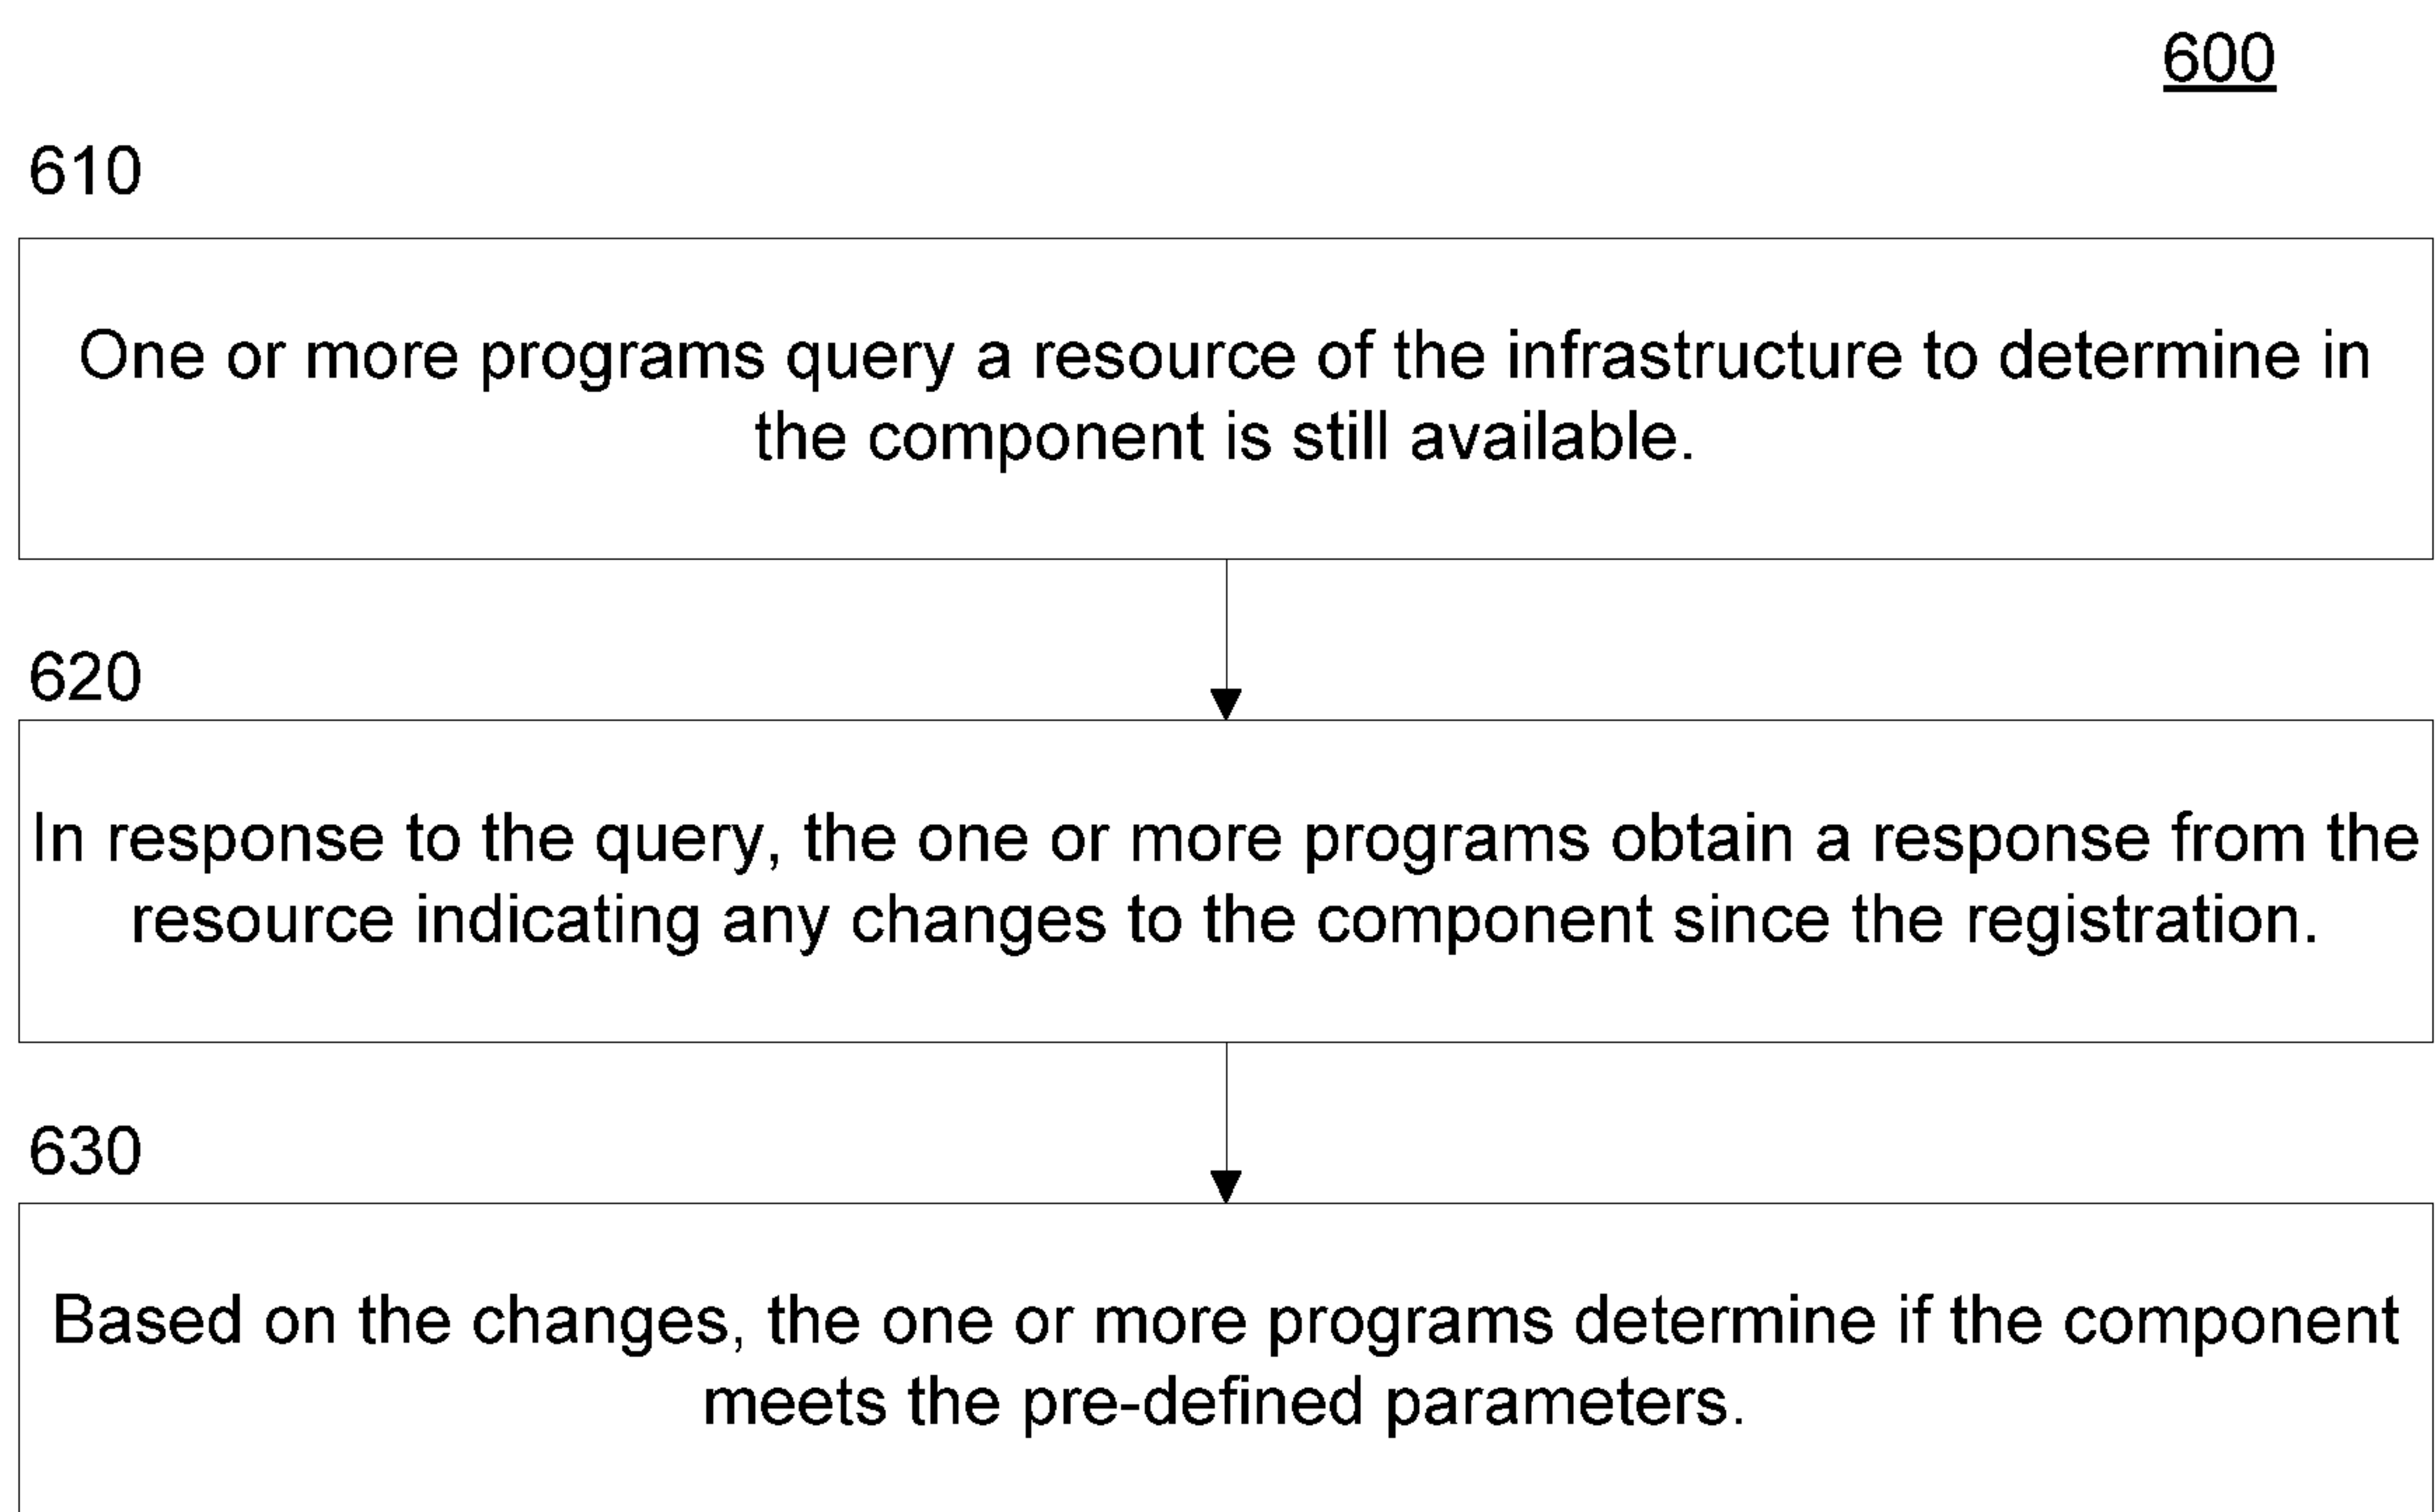 600
610
One or more programs query a resource of the infrastructure to determine in
the component is still available.
620
In response to the query, the one or more programs obtain a response from the
resource indicating any changes to the component since the registration.
630
Based on the changes, the one or more programs determine if the component
meets the pre-defined parameters.